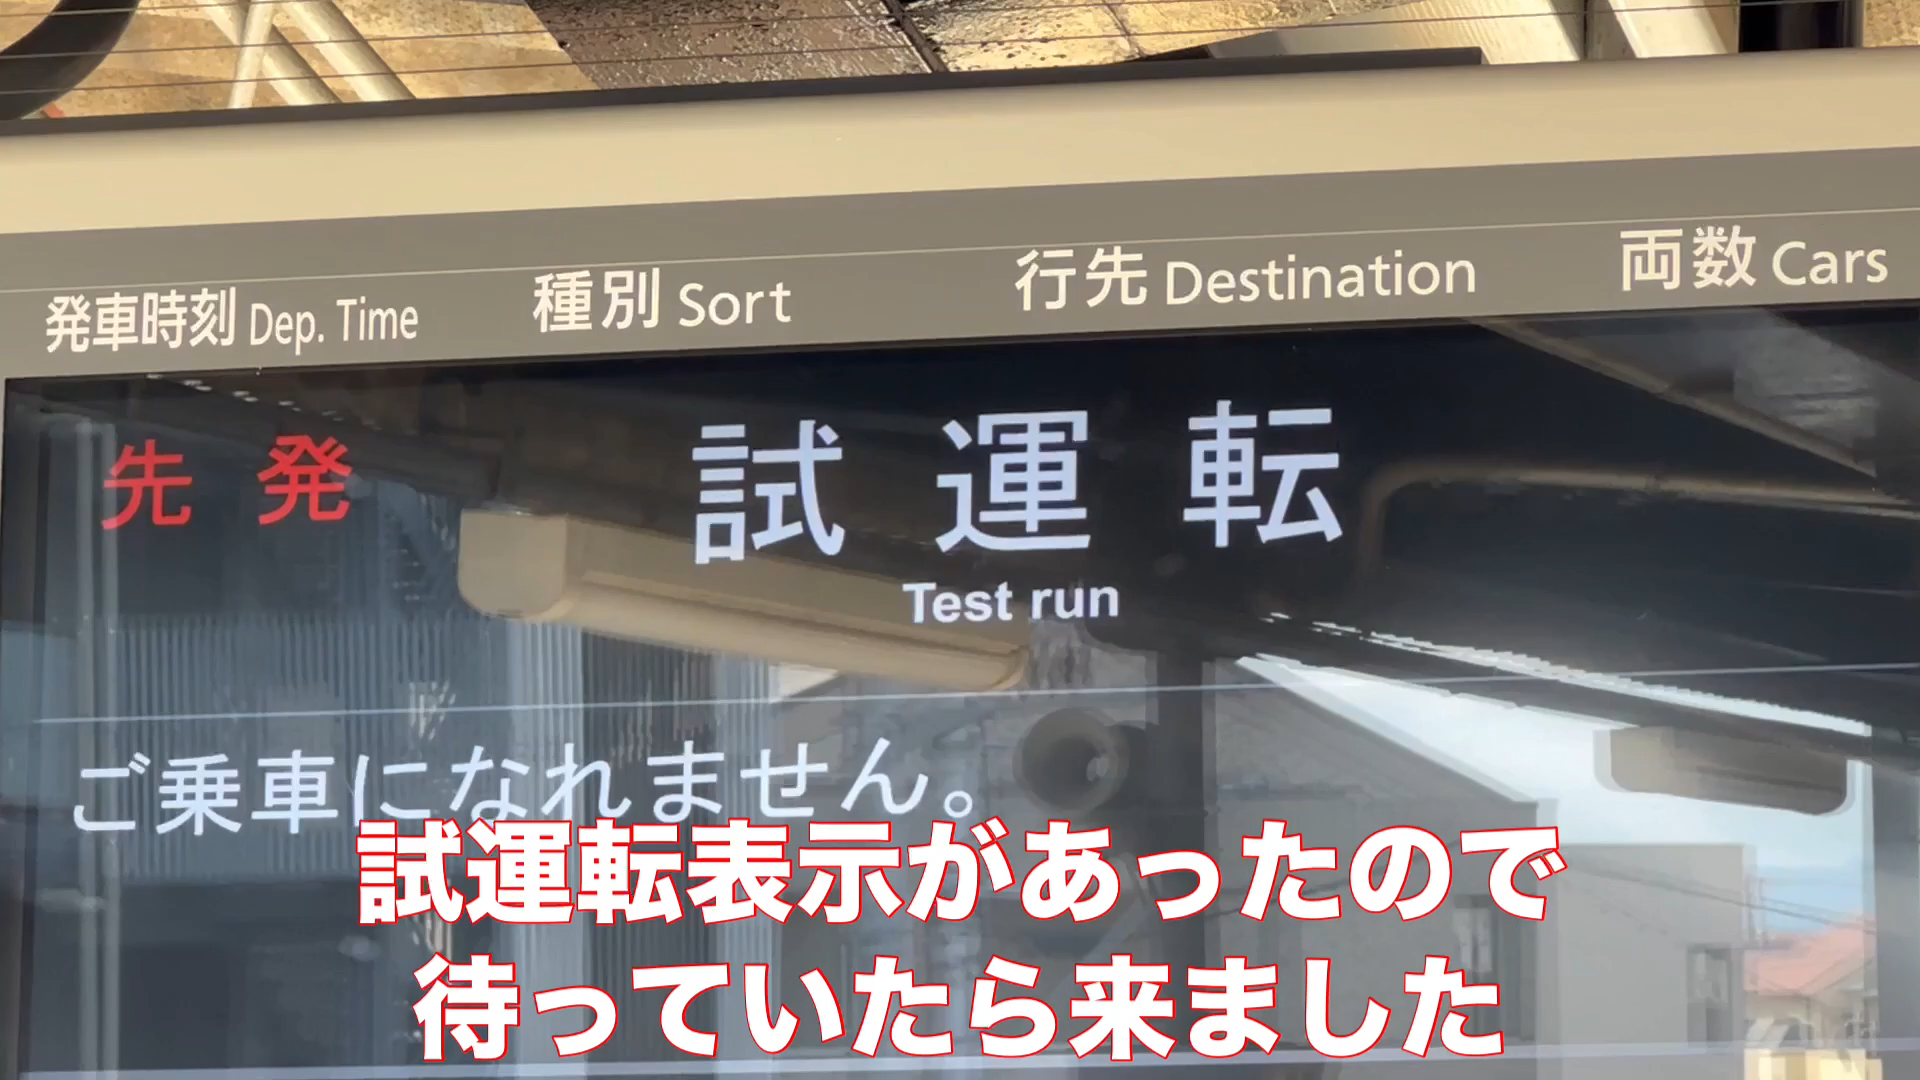 発車時刻 Dep. Time 種別 Sort 行先 Destination 両数 Cars
先発 試運転
Test run
ご乗車になれません。
試運転表示があったので
待っていたら来ました